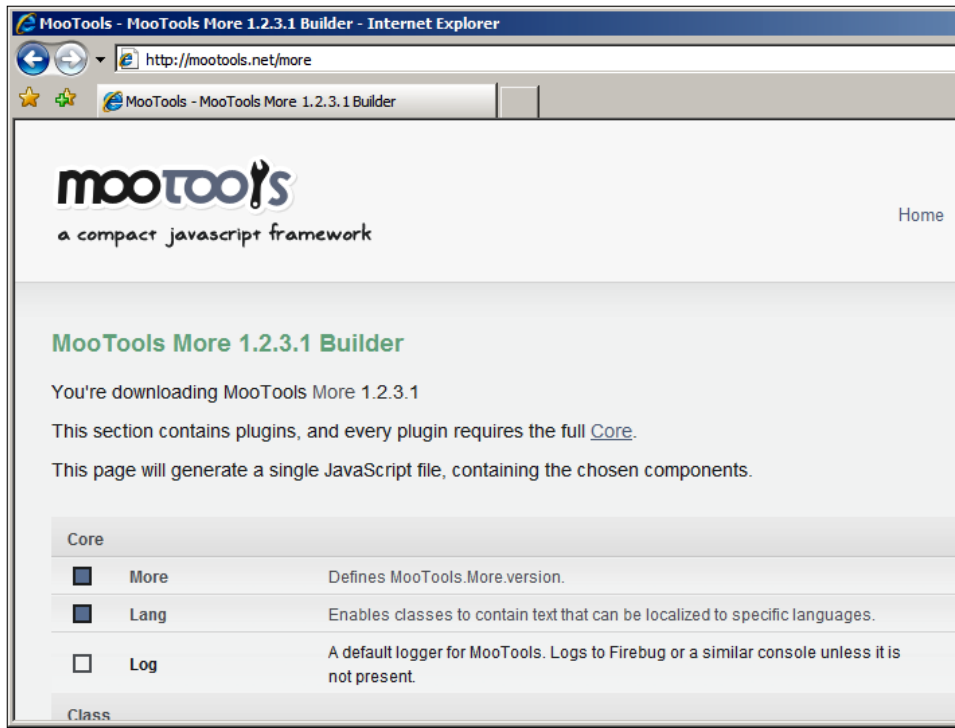 MooTools - MooTools More 1.2.3.1 Builder - Internet Explorer
http://mootools.net/more
MooTools - MooTools More 1.2.3.1 Builder
mootools
a compact javascript framework
Home
MooTools More 1.2.3.1 Builder
You're downloading MooTools More 1.2.3.1
This section contains plugins, and every plugin requires the full Core.
This page will generate a single JavaScript file, containing the chosen components.
Core
More Defines MooTools.More.version.
Lang Enables classes to contain text that can be localized to specific languages.
Log A default logger for MooTools. Logs to Firebug or a similar console unless it is
not present.
Class